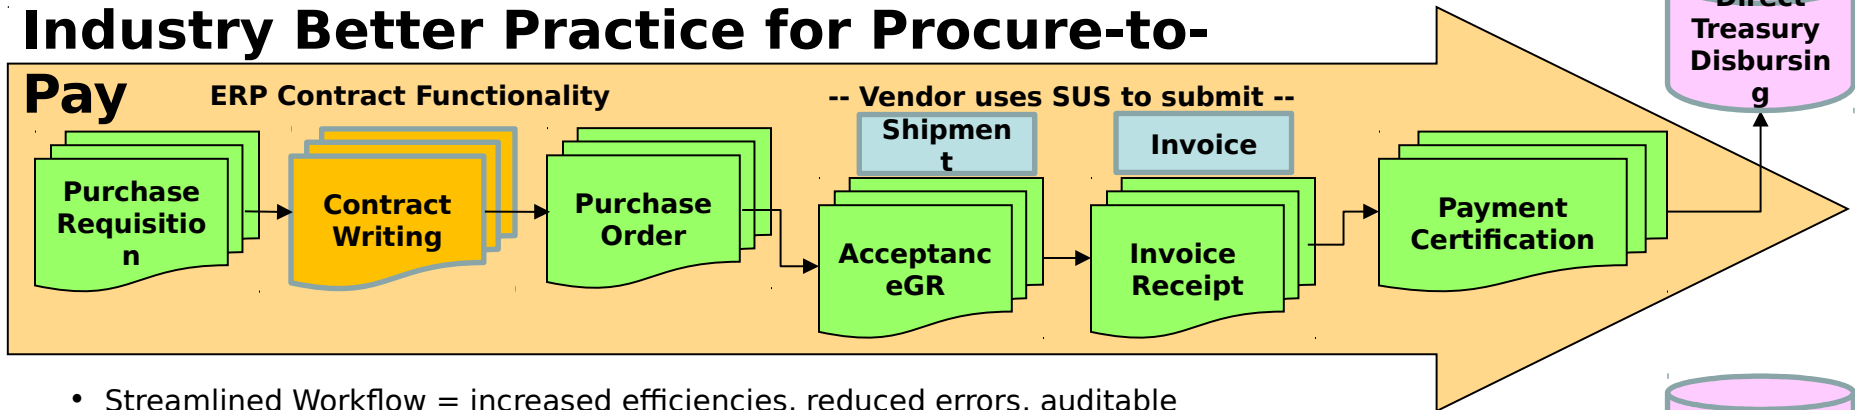 Industry Better Practice for Procure-to-
Pay
ERP Contract Functionality
-- Vendor uses SUS to submit --
Direct
Treasury
Disbursin
g
Shipmen
t
Invoice
Purchase
Requisitio
n
Contract
Writing
Purchase
Order
Acceptanc
eGR
Invoice
Receipt
Payment
Certification
• Streamlined Workflow = increased efficiencies, reduced errors, auditable